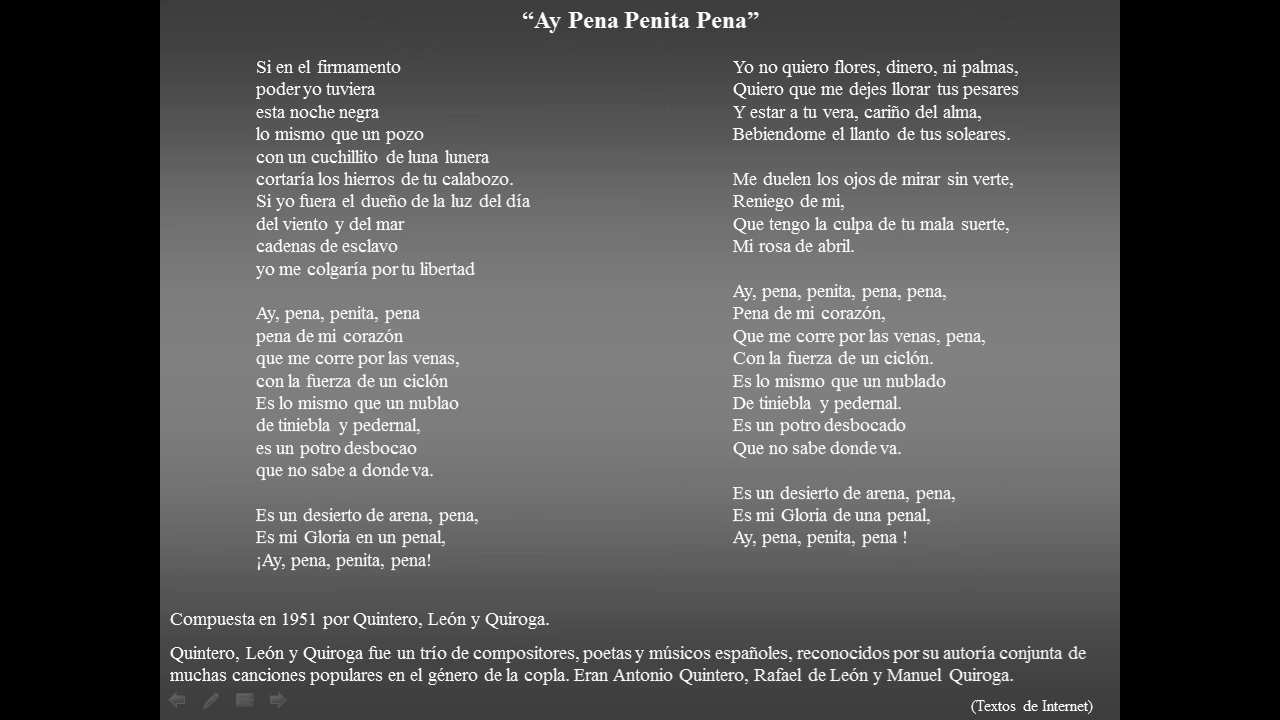 “Ay Pena Penita Pena”
Si en el firmamento
poder yo tuviera
esta noche negra
lo mismo que un pozo
con un cuchillito de luna lunera
cortaría los hierros de tu calabozo.
Si yo fuera el dueño de la luz del día
del viento y del mar
cadenas de esclavo
yo me colgaría por tu libertad
Ay, pena, penita, pena
pena de mi corazón
que me corre por las venas,
con la fuerza de un ciclón
Es lo mismo que un nublao
de tiniebla y pedernal,
es un potro desbocao
que no sabe a donde va.
Es un desierto de arena, pena,
Es mi Gloria en un penal,
¡Ay, pena, penita, pena!
Yo no quiero flores, dinero, ni palmas,
Quiero que me dejes llorar tus pesares
Y estar a tu vera, cariño del alma,
Bebiendome el llanto de tus soleares.
Me duelen los ojos de mirar sin verte,
Reniego de mi,
Que tengo la culpa de tu mala suerte,
Mi rosa de abril.
Ay, pena, penita, pena, pena,
Pena de mi corazón,
Que me corre por las venas, pena,
Con la fuerza de un ciclón.
Es lo mismo que un nublado
De tiniebla y pedernal.
Es un potro desbocado
Que no sabe donde va.
Es un desierto de arena, pena,
Es mi Gloria de una penal,
Ay, pena, penita, pena !
Compuesta en 1951 por Quintero, León y Quiroga.
Quintero, León y Quiroga fue un trío de compositores, poetas y músicos españoles, reconocidos por su autoría conjunta de
muchas canciones populares en el género de la copla. Eran Antonio Quintero, Rafael de León y Manuel Quiroga.
(Textos de Internet)